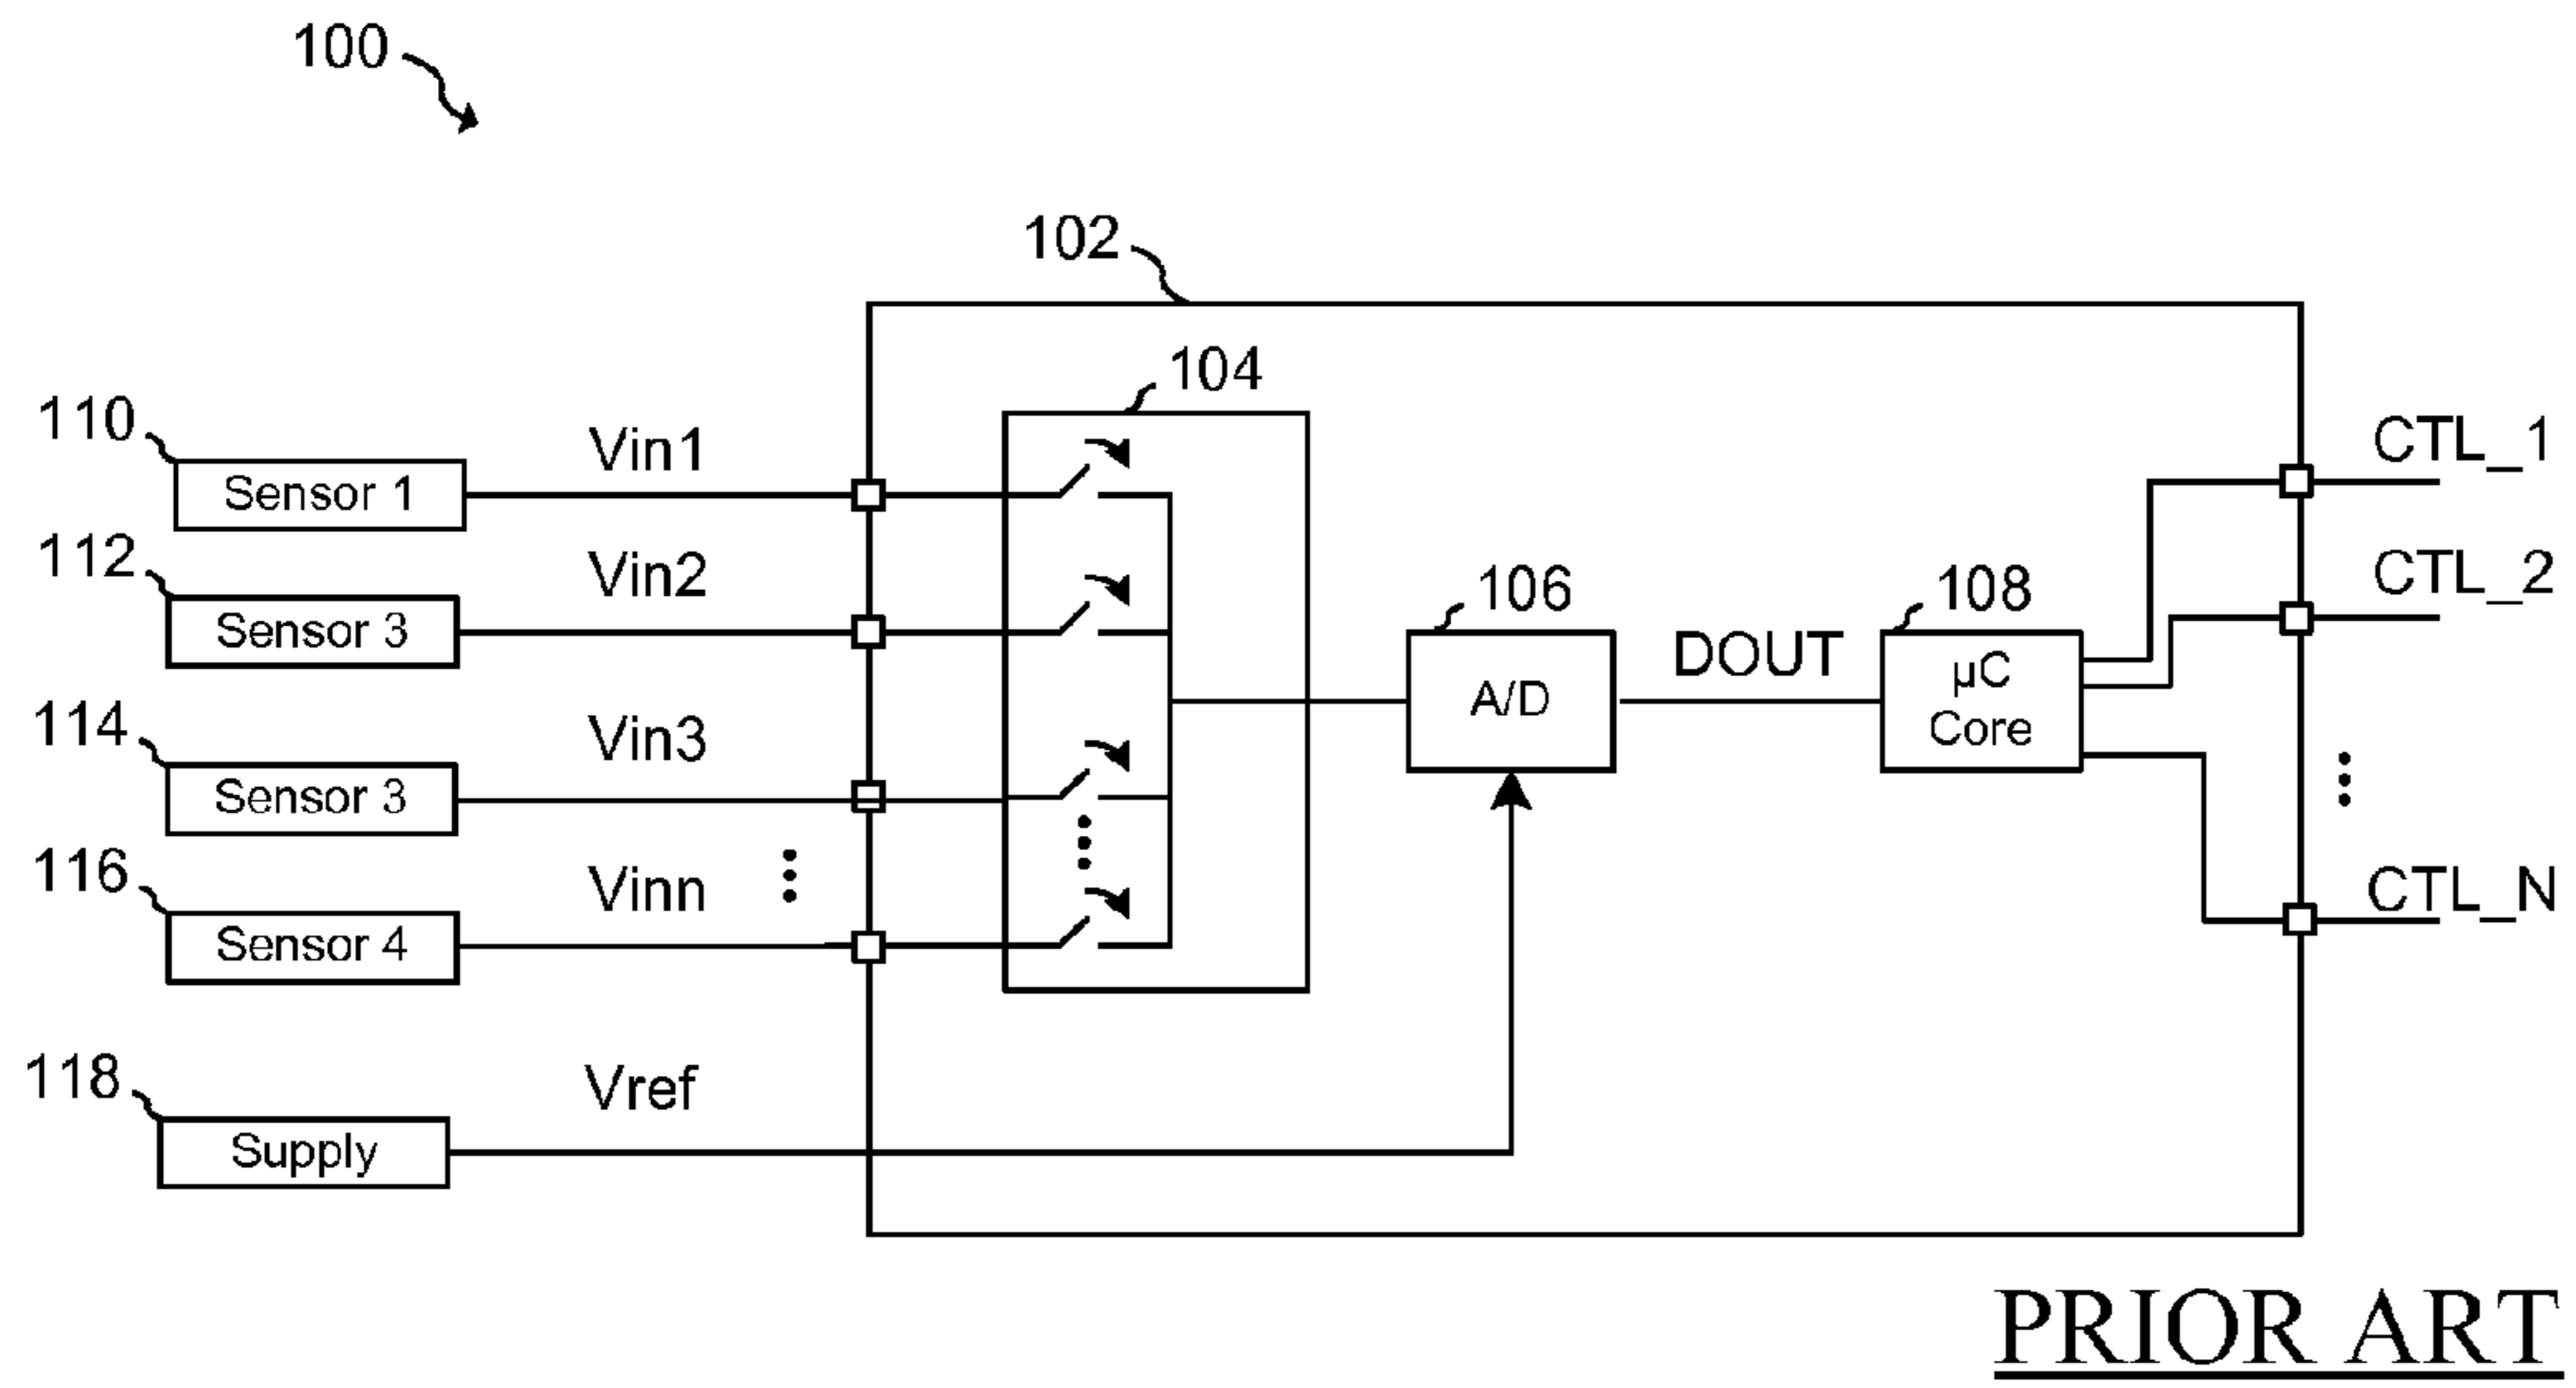 100
102
104
110
Vin1
CTL_1
Sensor 1
112
Vin2
106
108
CTL_2
Sensor 3
A/D
DOUT
µC
Core
114
Vin3
Sensor 3
116
Vinn
CTL_N
Sensor 4
118
Vref
Supply
PRIOR ART